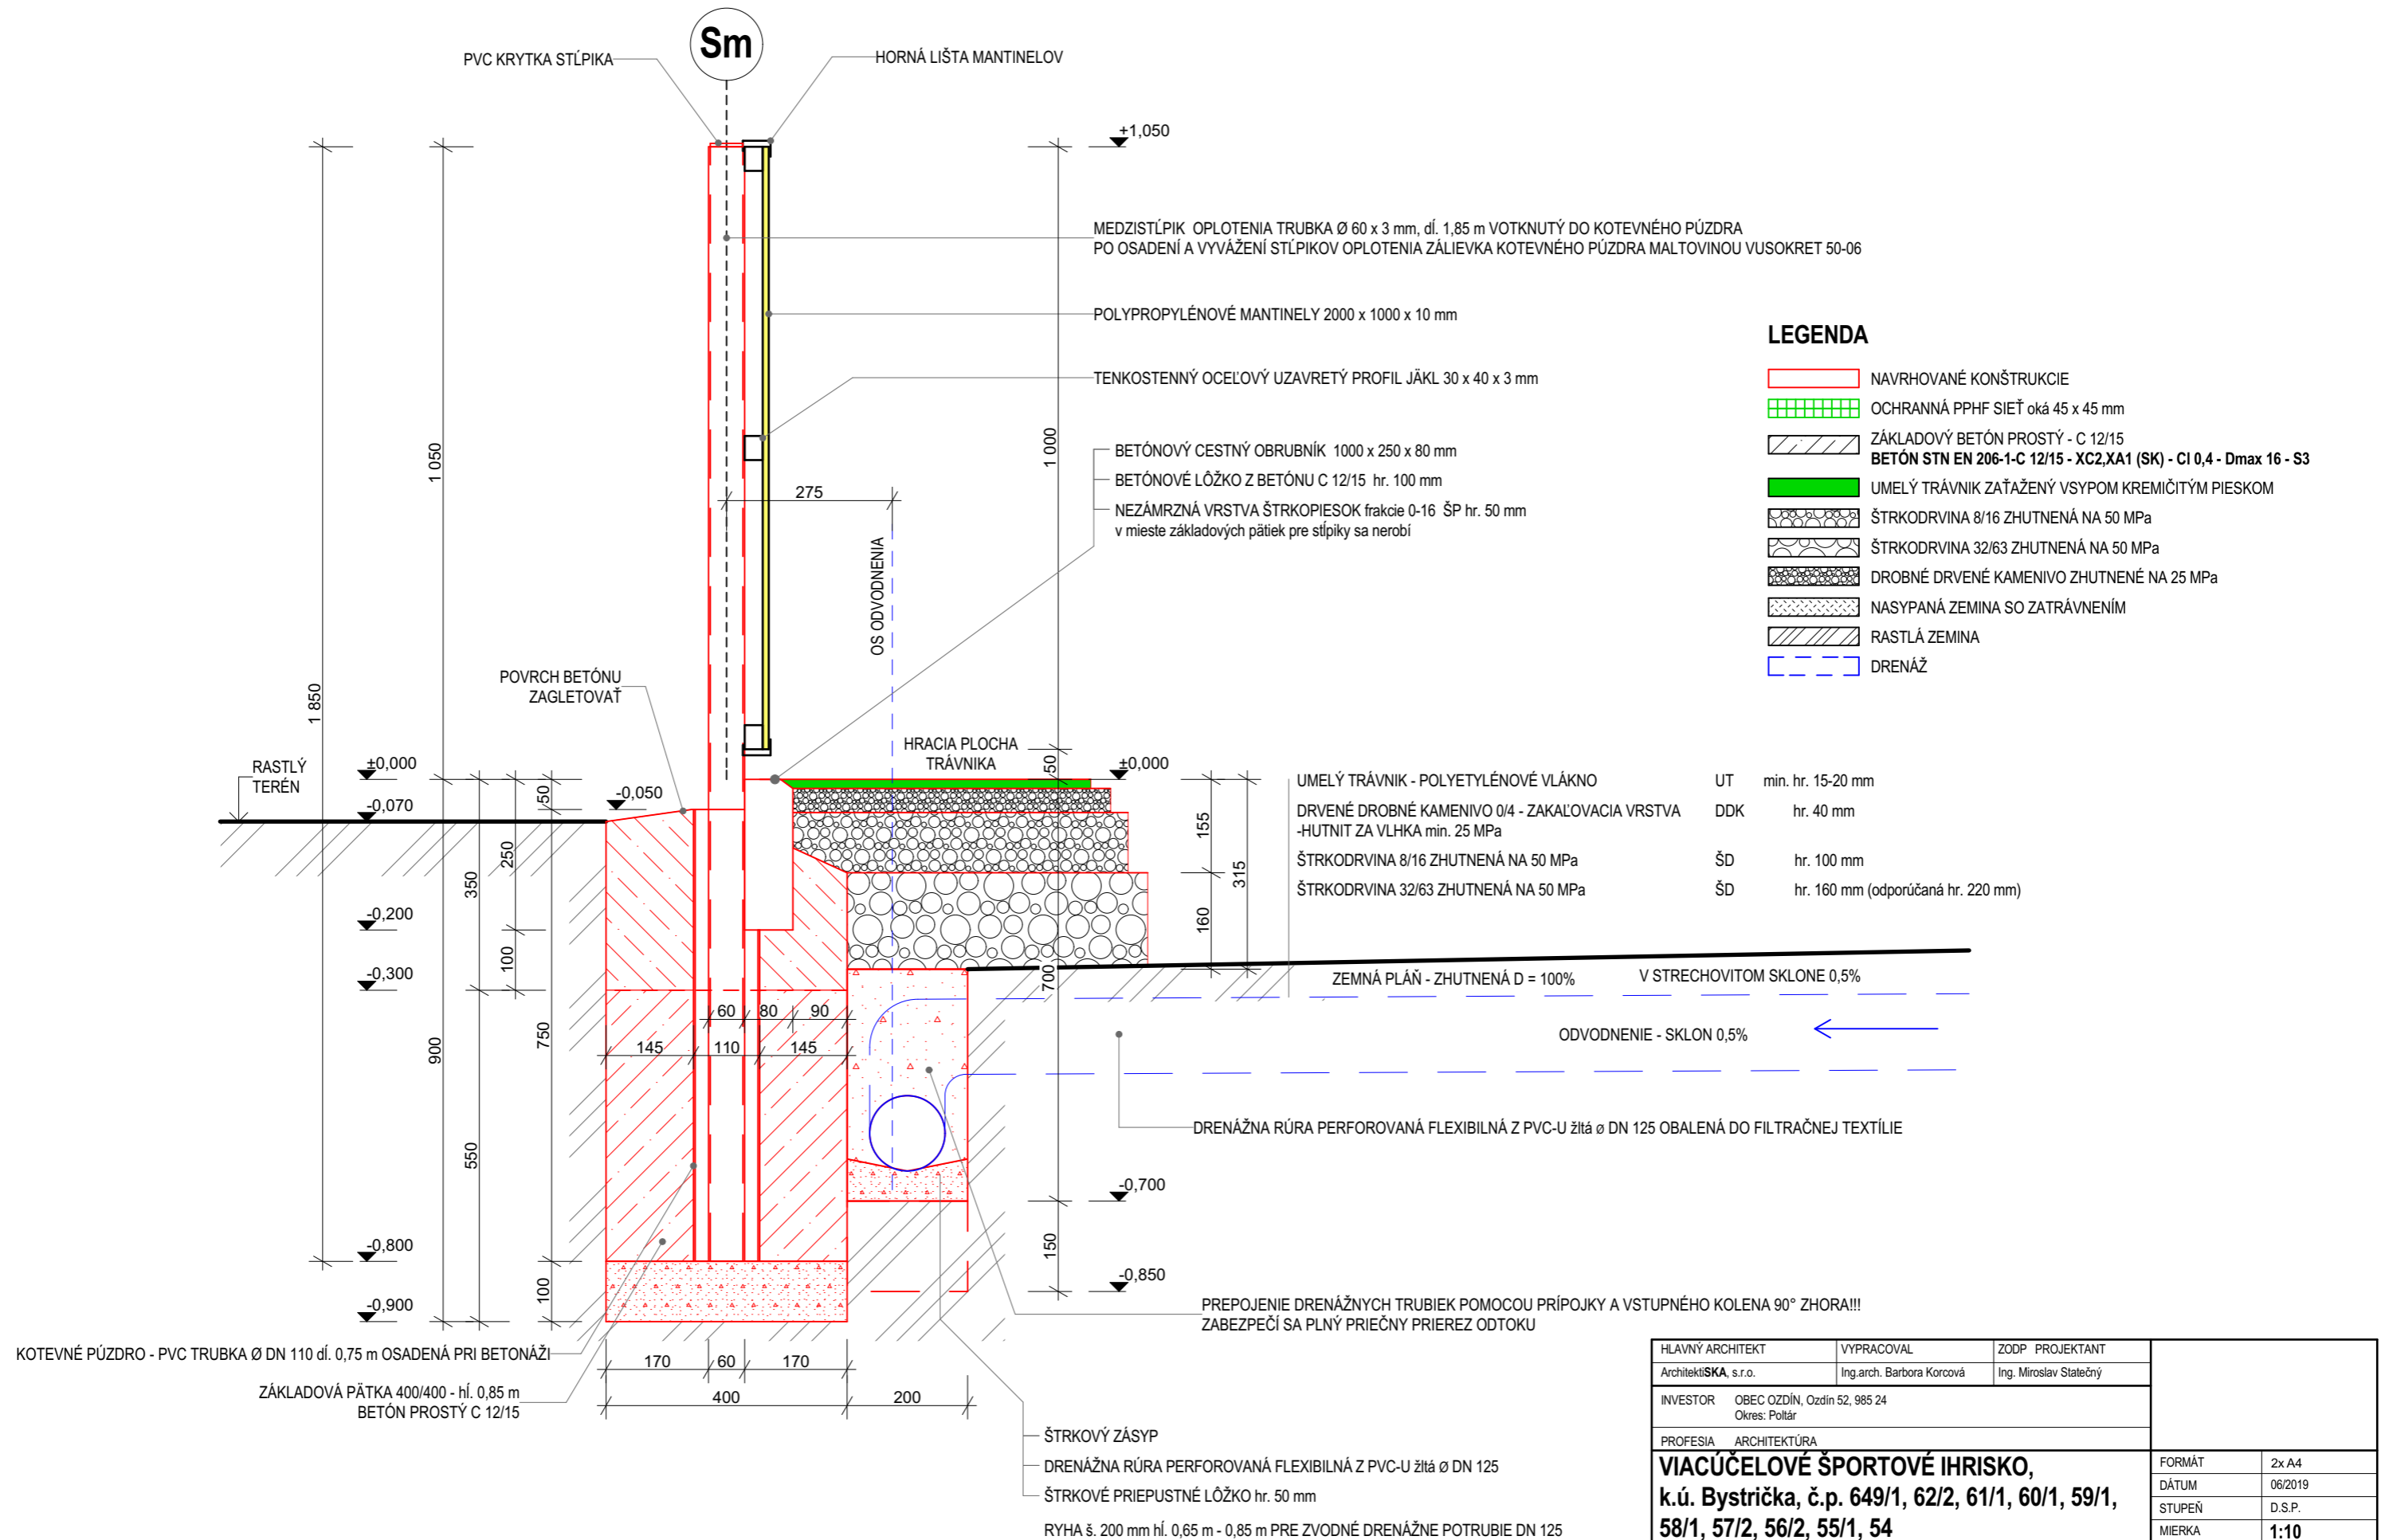 Sm
PVC KRYTKA STĹPIKA
HORNÁ LIŠTA MANTINELOV
+1,050
MEDZISTĹPIK OPLOTENIA TRUBKA Ø 60 x 3 mm, dĺ. 1,85 m VOTKNUTÝ DO KOTEVNÉHO PÚZDRA
PO OSADENÍ A VYVÁŽENÍ STĹPIKOV OPLOTENIA ZÁLIEVKA KOTEVNÉHO PÚZDRA MALTOVINOU VUSOKRET 50-06
POLYPROPYLÉNOVÉ MANTINELY 2000 x 1000 x 10 mm
TENKOSTENNÝ OCEĽOVÝ UZAVRETÝ PROFIL JÄKL 30 x 40 x 3 mm
BETÓNOVÝ CESTNÝ OBRUBNÍK 1000 x 250 x 80 mm
BETÓNOVÉ LÔŽKO Z BETÓNU C 12/15 hr. 100 mm
NEZÁMRZNÁ VRSTVA ŠTRKOPIESOK frakcie 0-16 ŠP hr. 50 mm
v mieste základových pätiek pre stĺpiky sa nerobí
LEGENDA
NAVRHOVANÉ KONŠTRUKCIE
OCHRANNÁ PPHF SIEŤ oká 45 x 45 mm
ZÁKLADOVÝ BETÓN PROSTÝ - C 12/15
BETÓN STN EN 206-1-C 12/15 - XC2,XA1 (SK) - Cl 0,4 - Dmax 16 - S3
UMELÝ TRÁVNIK ZAŤAŽENÝ VSYPOM KREMIČITÝM PIESKOM
ŠTRKODRVINA 8/16 ZHUTNENÁ NA 50 MPa
ŠTRKODRVINA 32/63 ZHUTNENÁ NA 50 MPa
DROBNÉ DRVENÉ KAMENIVO ZHUTNENÉ NA 25 MPa
NASYPANÁ ZEMINA SO ZATRÁVNENÍM
RASTLÁ ZEMINA
DRENÁŽ
1 850
1 050
1 000
275
OS ODVODNENIA
POVRCH BETÓNU
ZAGLETOVAŤ
HRACIA PLOCHA
TRÁVNIKA
RASTLÝ
TERÉN
±0,000
-0,070
-0,050
50
50
±0,000
250
350
100
-0,200
-0,300
155
315
160
UMELÝ TRÁVNIK - POLYETYLÉNOVÉ VLÁKNO UT min. hr. 15-20 mm
DRVENÉ DROBNÉ KAMENIVO 0/4 - ZAKAĽOVACIA VRSTVA DDK hr. 40 mm
-HUTNIT ZA VLHKA min. 25 MPa
ŠTRKODRVINA 8/16 ZHUTNENÁ NA 50 MPa ŠD hr. 100 mm
ŠTRKODRVINA 32/63 ZHUTNENÁ NA 50 MPa ŠD hr. 160 mm (odporúčaná hr. 220 mm)
700
ZEMNÁ PLÁŇ - ZHUTNENÁ D = 100% V STRECHOVITOM SKLONE 0,5%
ODVODNENIE - SKLON 0,5%
60 80 90
145 110 145
900
750
550
DRENÁŽNA RÚRA PERFOROVANÁ FLEXIBILNÁ Z PVC-U žltá ø DN 125 OBALENÁ DO FILTRAČNEJ TEXTÍLIE
-0,700
150
-0,850
-0,800
100
-0,900
PREPOJENIE DRENÁŽNYCH TRUBIEK POMOCOU PRÍPOJKY A VSTUPNÉHO KOLENA 90° ZHORA!!!
ZABEZPEČÍ SA PLNÝ PRIEČNY PRIEREZ ODTOKU
KOTEVNÉ PÚZDRO - PVC TRUBKA Ø DN 110 dĺ. 0,75 m OSADENÁ PRI BETONÁŽI
170 60 170
ZÁKLADOVÁ PÄTKA 400/400 - hĺ. 0,85 m
BETÓN PROSTÝ C 12/15
400 200
ŠTRKOVÝ ZÁSYP
DRENÁŽNA RÚRA PERFOROVANÁ FLEXIBILNÁ Z PVC-U žltá Ø DN 125
ŠTRKOVÉ PRIEPUSTNÉ LÔŽKO hr. 50 mm
RYHA š. 200 mm hĺ. 0,65 m - 0,85 m PRE ZVODNÉ DRENÁŽNE POTRUBIE DN 125
HLAVNÝ ARCHITEKT VYPRACOVAL ZODP PROJEKTANT
ArchitektiSKA, s.r.o. Ing.arch. Barbora Korcová Ing. Miroslav Statečný
INVESTOR OBEC OZDÍN, Ozdín 52, 985 24
Okres: Poltár
PROFESIA ARCHITEKTÚRA
VIACÚČELOVÉ ŠPORTOVÉ IHRISKO,
k.ú. Bystrička, č.p. 649/1, 62/2, 61/1, 60/1, 59/1,
58/1, 57/2, 56/2, 55/1, 54
FORMÁT 2x A4
DÁTUM 06/2019
STUPEŇ D.S.P.
MIERKA 1:10